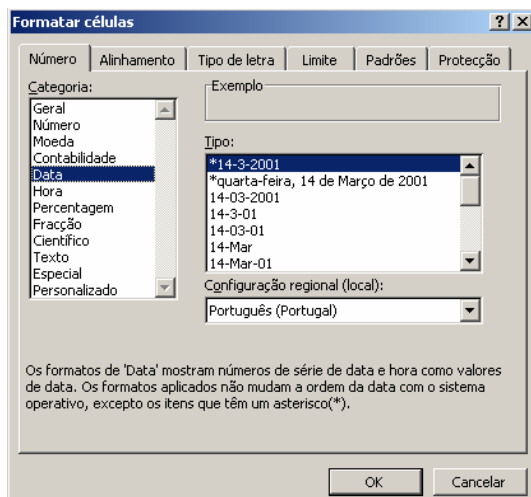 Formatar células
Número Alinhamento Tipo de letra Limite Padrões Protecção
Categoria:
Geral
Número
Moeda
Contabilidade
Data
Hora
Percentagem
Fracção
Científico
Texto
Especial
Personalizado
Exemplo
Tipo:
*14-3-2001
*quarta-feira, 14 de Março de 2001
14-03-2001
14-3-01
14-03-01
14-Mar
14-Mar-01
Configuração regional (local):
Português (Portugal)
Os formatos de 'Data' mostram números de série de data e hora como valores
de data. Os formatos aplicados não mudam a ordem da data com o sistema
operativo, excepto os itens que têm um asterisco(*).
OK Cancelar